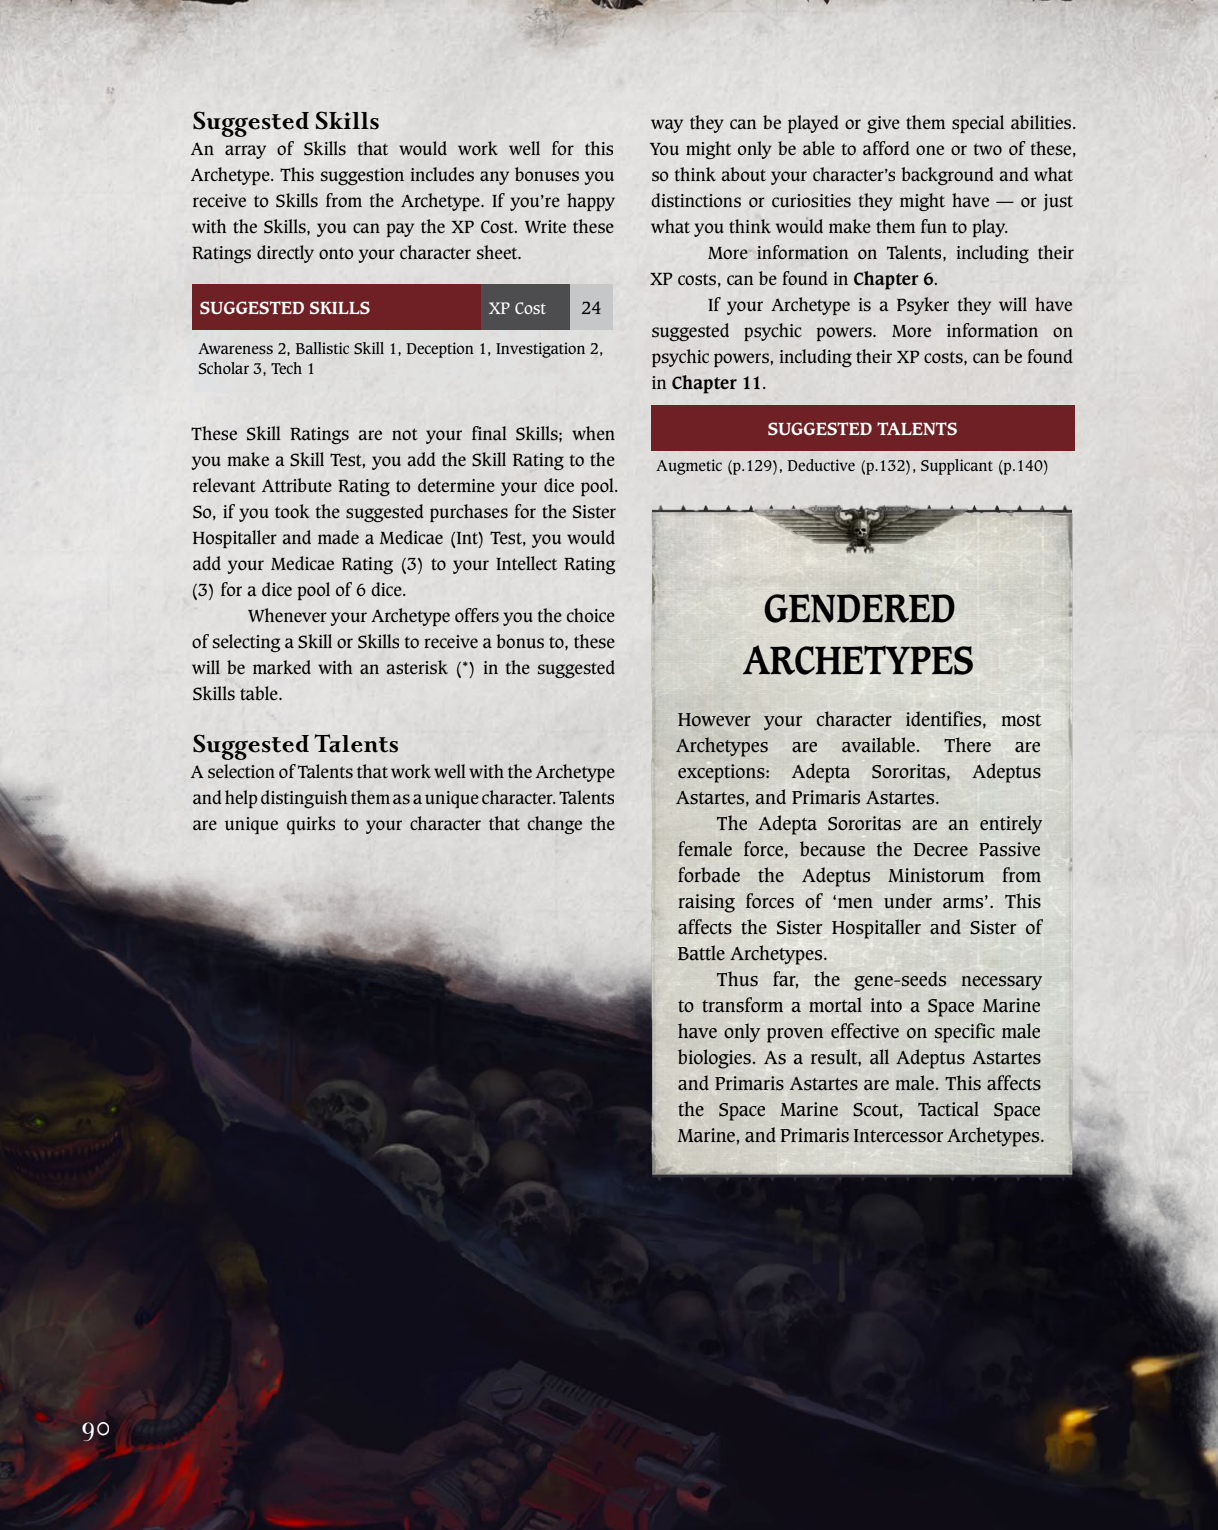 Suggested Skills
An array of Skills that would work well for this
Archetype. This suggestion includes any bonuses you
receive to Skills from the Archetype. If you're happy
with the Skills, you can pay the XP Cost. Write these
Ratings directly onto your character sheet.
SUGGESTED SKILLS XP Cost 24
Awareness 2, Ballistic Skill 1, Deception 1, Investigation 2,
Scholar 3, Tech 1
These Skill Ratings are not your final Skills; when
you make a Skill Test, you add the Skill Rating to the
relevant Attribute Rating to determine your dice pool.
So, if you took the suggested purchases for the Sister
Hospitaller and made a Medicae (Int) Test, you would
add your Medicae Rating (3) to your Intellect Rating
(3) for a dice pool of 6 dice.
Whenever your Archetype offers you the choice
of selecting a Skill or Skills to receive a bonus to, these
will be marked with an asterisk (*) in the suggested
Skills table.
Suggested Talents
A selection of Talents that work well with the Archetype
and help distinguish them as a unique character. Talents
are unique quirks to your character that change the
way they can be played or give them special abilities.
You might only be able to afford one or two of these,
so think about your character's background and what
distinctions or curiosities they might have — or just
what you think would make them fun to play.
More information on Talents, including their
XP costs, can be found in Chapter 6.
If your Archetype is a Psyker they will have
suggested psychic powers. More information on
psychic powers, including their XP costs, can be found
in Chapter 11.
SUGGESTED TALENTS
Augmetic (p.129), Deductive (p.132), Supplicant (p.140)
GENDERED
ARCHETYPES
However your character identifies, most
Archetypes are available. There are
exceptions: Adepta Sororitas, Adeptus
Astartes, and Primaris Astartes.
The Adepta Sororitas are an entirely
female force, because the Decree Passive
forbade the Adeptus Ministorum from
raising forces of 'men under arms'. This
affects the Sister Hospitaller and Sister of
Battle Archetypes.
Thus far, the gene-seeds necessary
to transform a mortal into a Space Marine
have only proven effective on specific male
biologies. As a result, all Adeptus Astartes
and Primaris Astartes are male. This affects
the Space Marine Scout, Tactical Space
Marine, and Primaris Intercessor Archetypes.
90